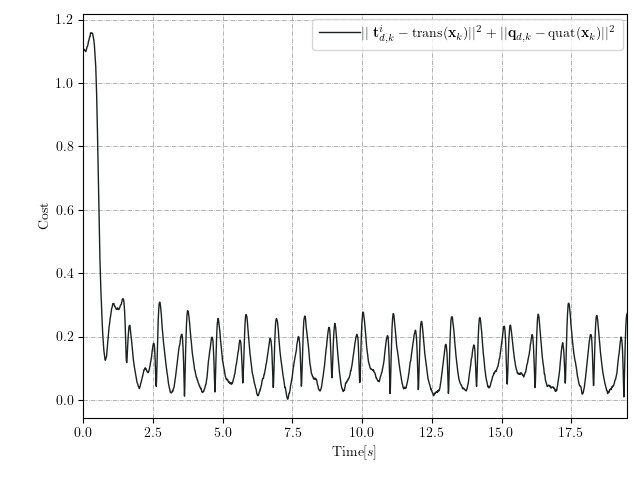 || t^i_{d,k} − trans(x_k)||² + ||q_{d,k} − quat(x_k)||²
1.2
1.0
0.8
0.6
0.4
0.2
0.0
Cost
0.0 2.5 5.0 7.5 10.0 12.5 15.0 17.5
Time[s]